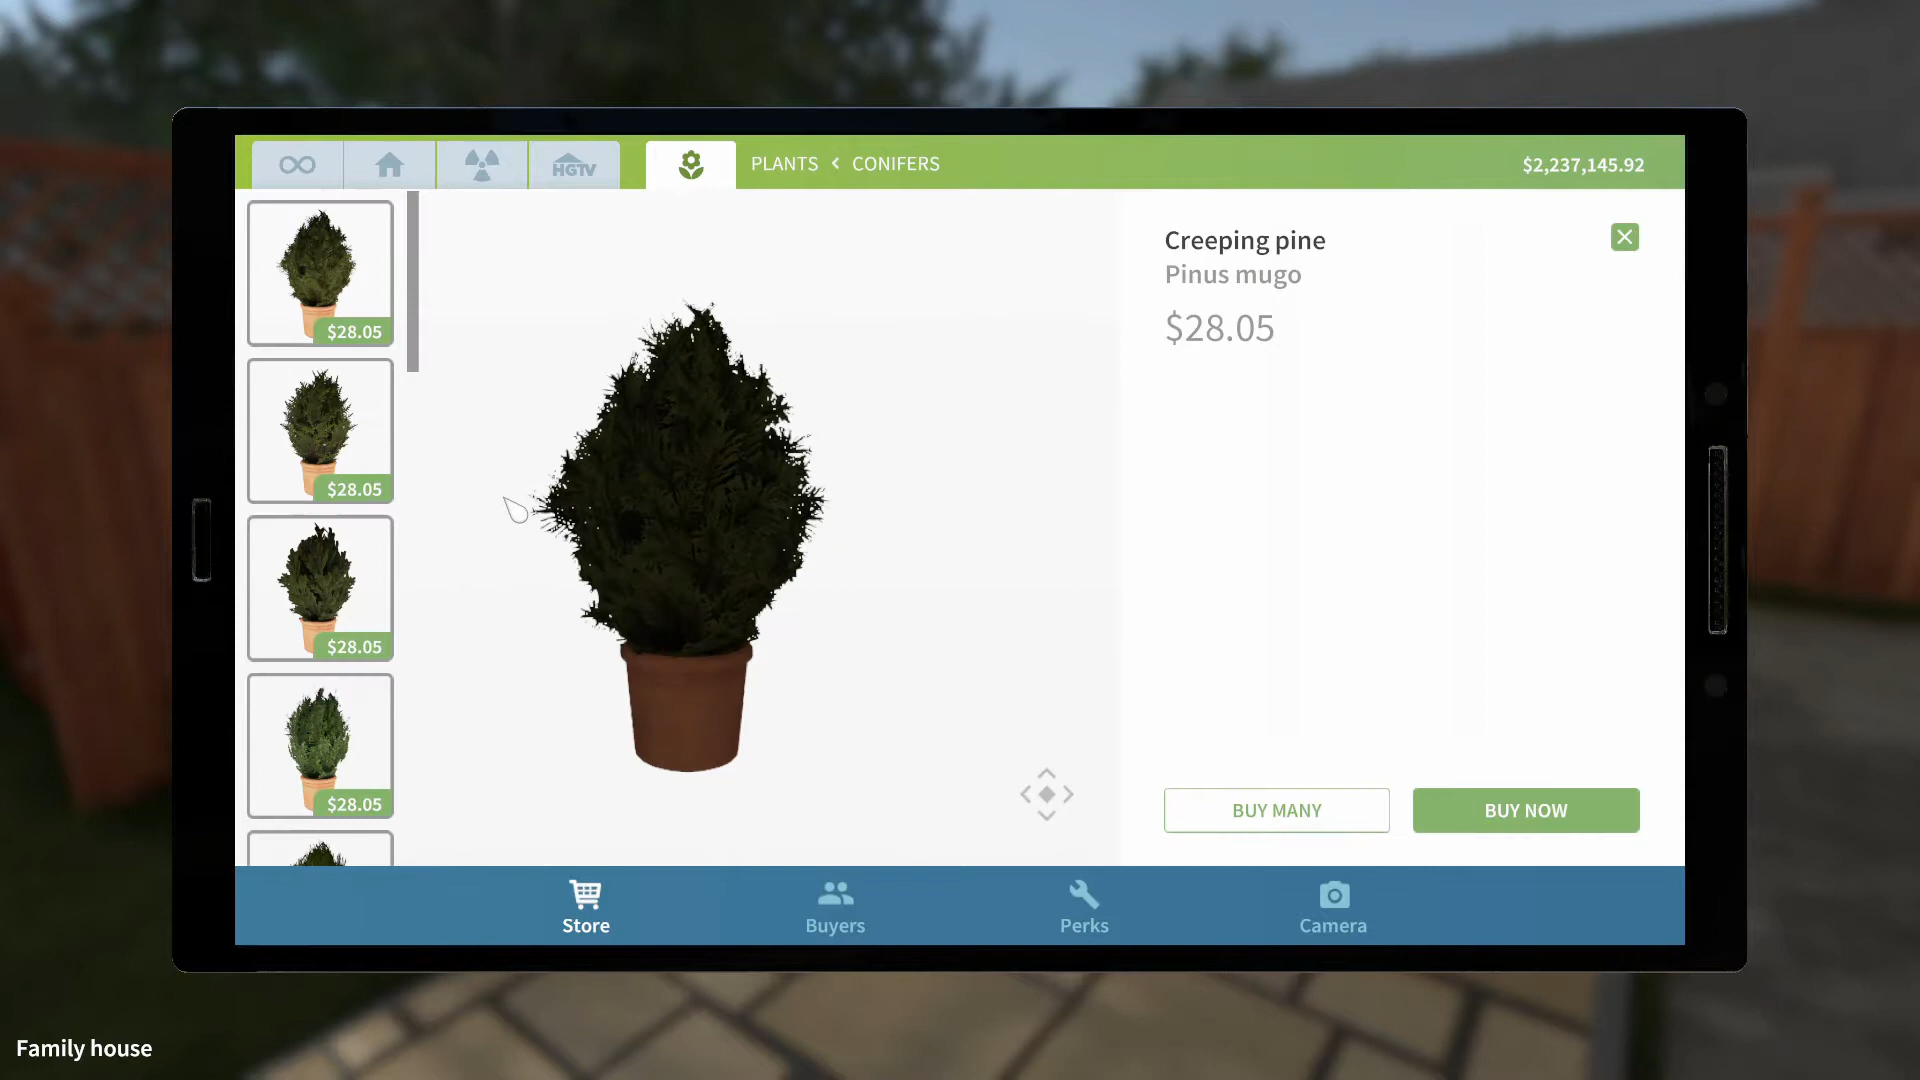 HGTV
PLANTS < CONIFERS
$2,237,145.92
$28.05
$28.05
$28.05
$28.05
Creeping pine
Pinus mugo
$28.05
BUY MANY
BUY NOW
Store
Buyers
Perks
Camera
Family house